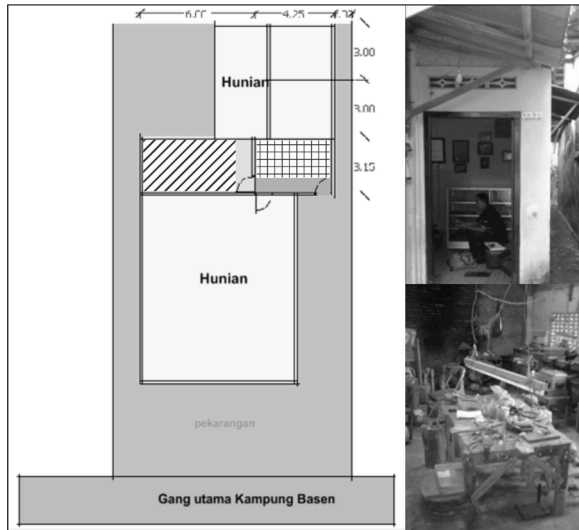 6.00 4.25
3.00
Hunian
3.00
3.15
Hunian
pekarangan
Gang utama Kampung Basen